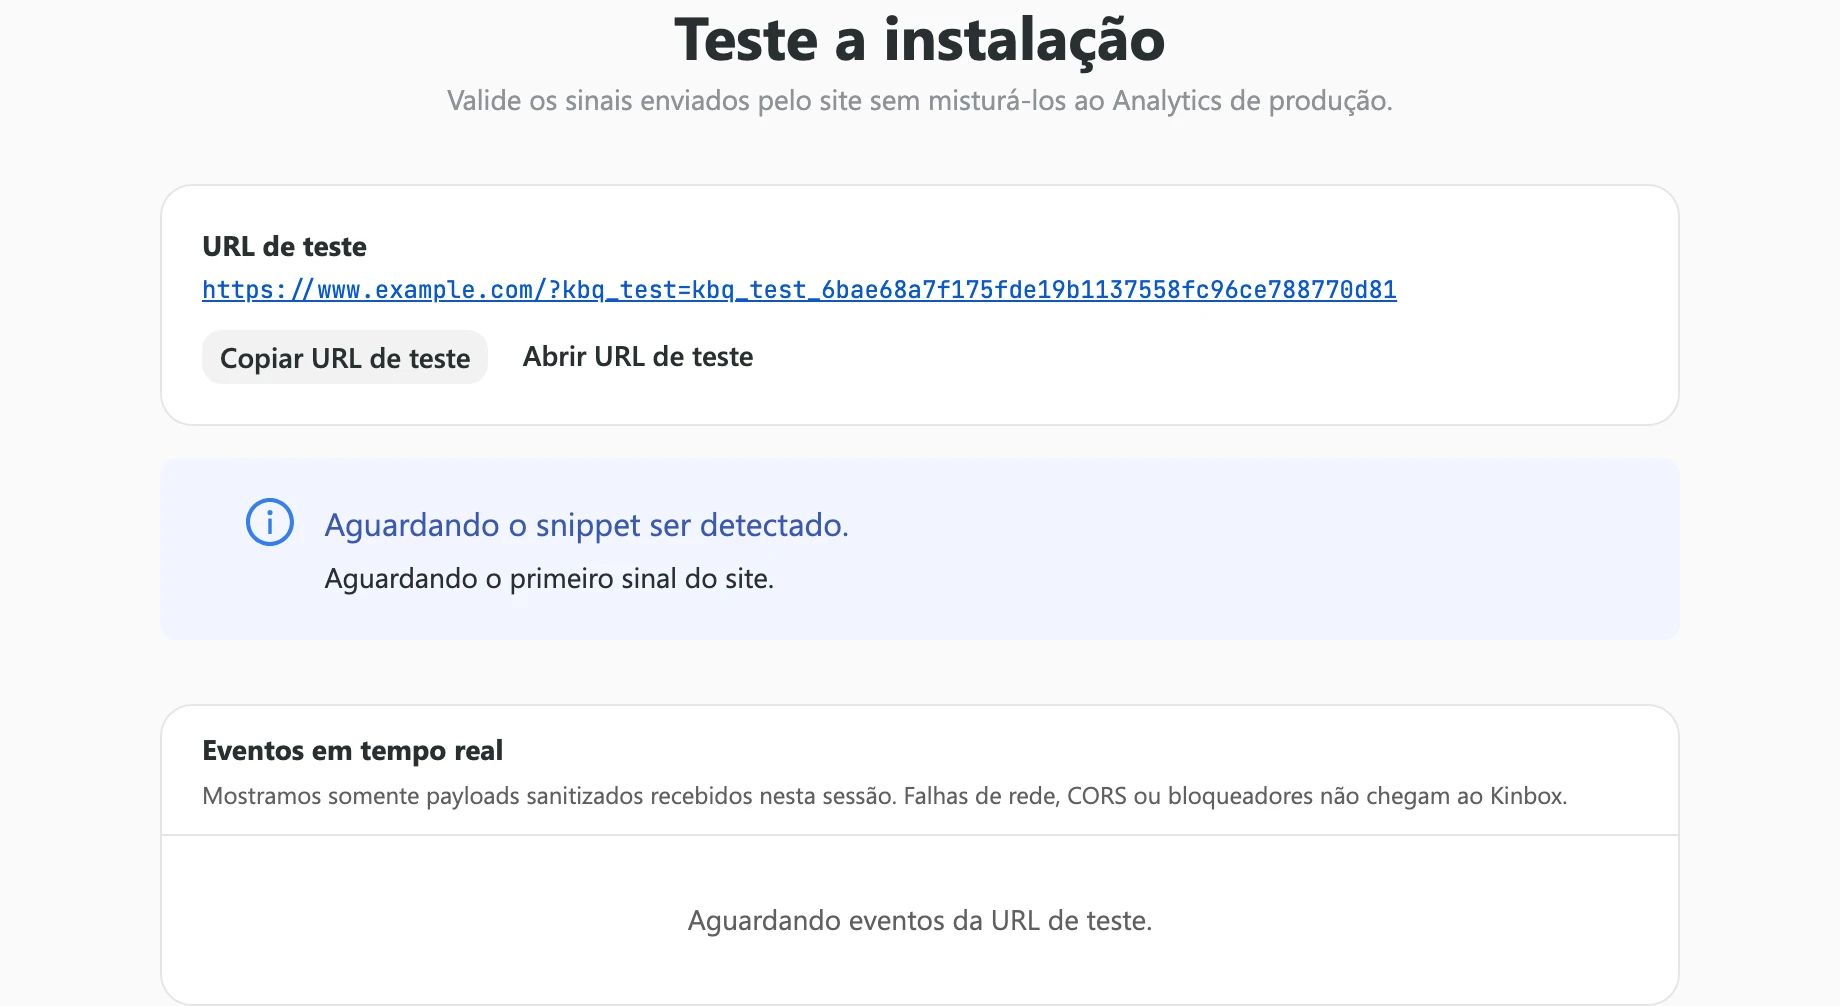 Teste a instalação
Valide os sinais enviados pelo site sem misturá-los ao Analytics de produção.
URL de teste
https://www.example.com/?kbq_test=kbq_test_6bae68a7f175fde19b1137558fc96ce788770d81
Copiar URL de teste
Abrir URL de teste
Aguardando o snippet ser detectado.
Aguardando o primeiro sinal do site.
Eventos em tempo real
Mostramos somente payloads sanitizados recebidos nesta sessão. Falhas de rede, CORS ou bloqueadores não chegam ao Kinbox.
Aguardando eventos da URL de teste.